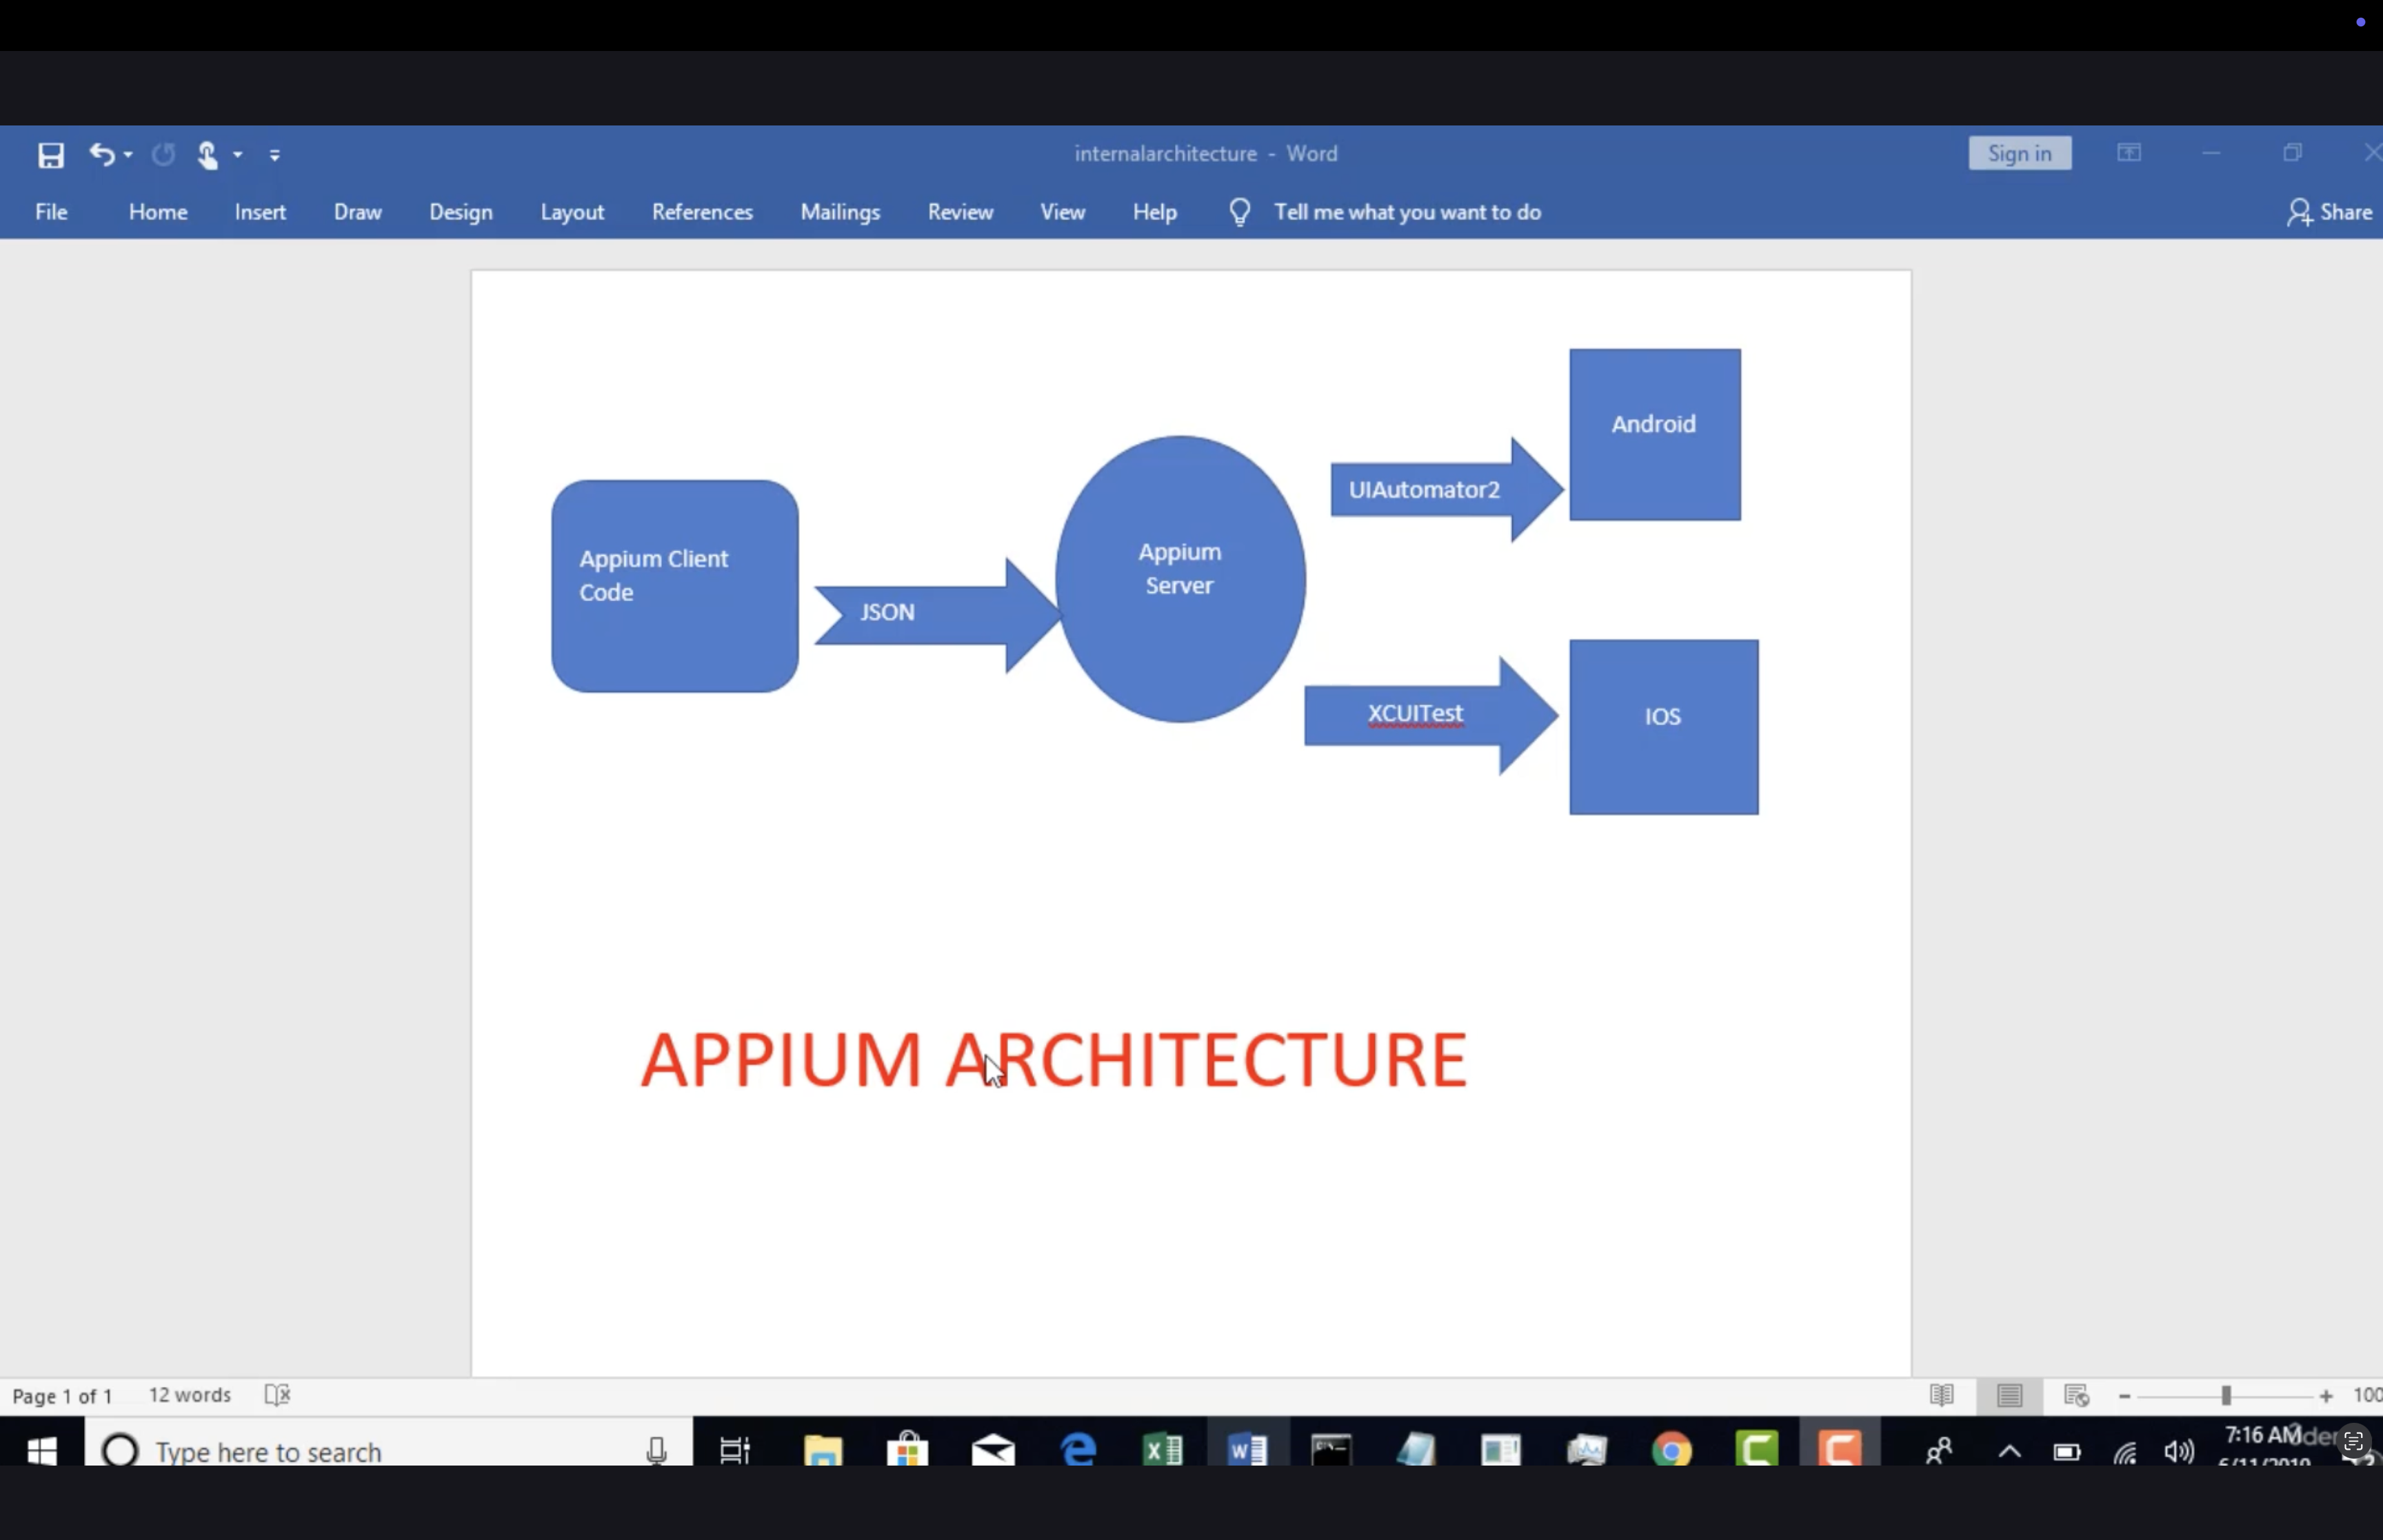 internalarchitecture - Word
Sign in
File Home Insert Draw Design Layout References Mailings Review View Help Tell me what you want to do Share
Android
UIAutomator2
Appium Client
Code
JSON
Appium
Server
XCUITest
IOS
APPIUM ARCHITECTURE
Page 1 of 1 12 words
100
Type here to search
7:16 AM